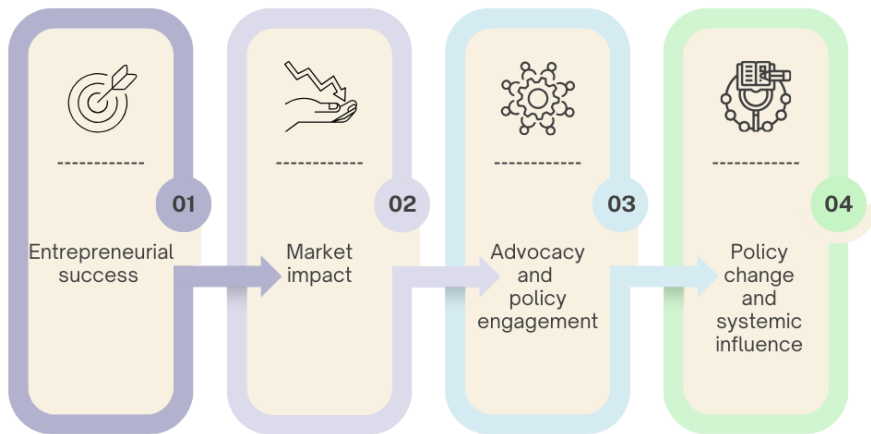 01
Entrepreneurial
success
02
Market
impact
03
Advocacy
and
policy
engagement
04
Policy
change
and
systemic
influence